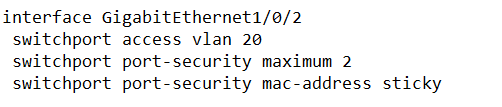 interface GigabitEthernet1/0/2
switchport access vlan 20
switchport port-security maximum 2
switchport port-security mac-address sticky